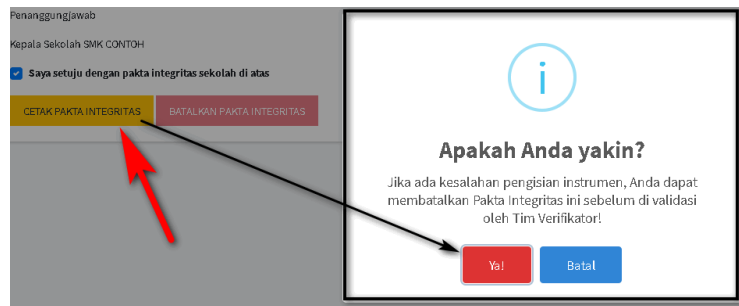 Penanggungjawab
Kepala Sekolah SMK CONTOH
Saya setuju dengan pakta integritas sekolah di atas
CETAK PAKTA INTEGRITAS
BATALKAN PAKTA INTEGRITAS
i
Apakah Anda yakin?
Jika ada kesalahan pengisian instrumen, Anda dapat
membatalkan Pakta Integritas ini sebelum di validasi
oleh Tim Verifikator!
Ya!
Batal